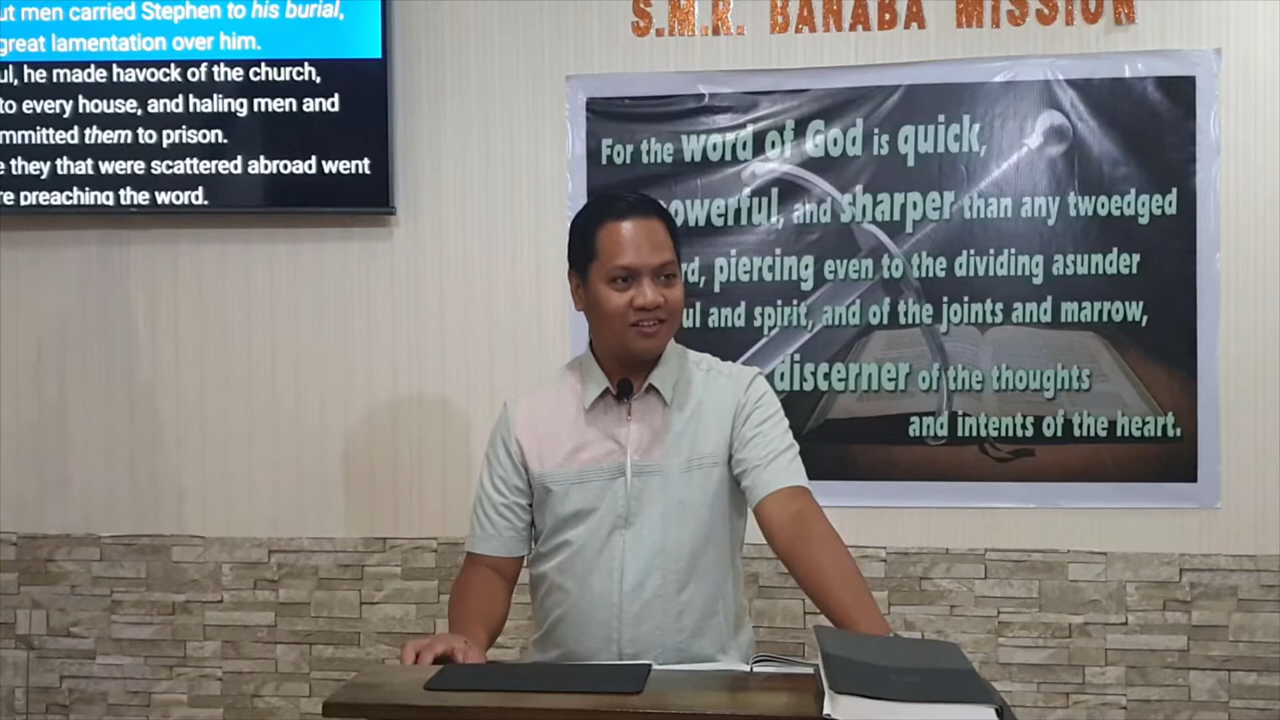 ut men carried Stephen to his burial,
great lamentation over him.
ul, he made havock of the church,
to every house, and haling men and
mmitted them to prison.
e they that were scattered abroad went
re preaching the word.
S.M.R. BANABA MISSION
For the word of God is quick,
owerful, and sharper than any twoedged
rd, piercing even to the dividing asunder
ul and spirit, and of the joints and marrow,
discerner of the thoughts
and intents of the heart.